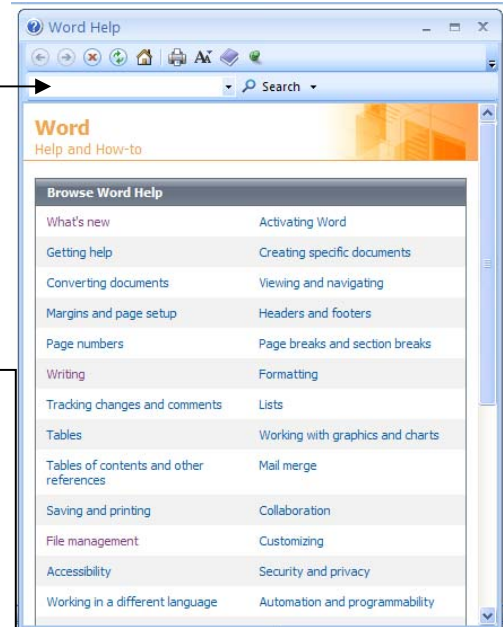 Word Help
Search
Word
Help and How-to
Browse Word Help
What's new Activating Word
Getting help Creating specific documents
Converting documents Viewing and navigating
Margins and page setup Headers and footers
Page numbers Page breaks and section breaks
Writing Formatting
Tracking changes and comments Lists
Tables Working with graphics and charts
Tables of contents and other Mail merge
references
Saving and printing Collaboration
File management Customizing
Accessibility Security and privacy
Working in a different language Automation and programmability